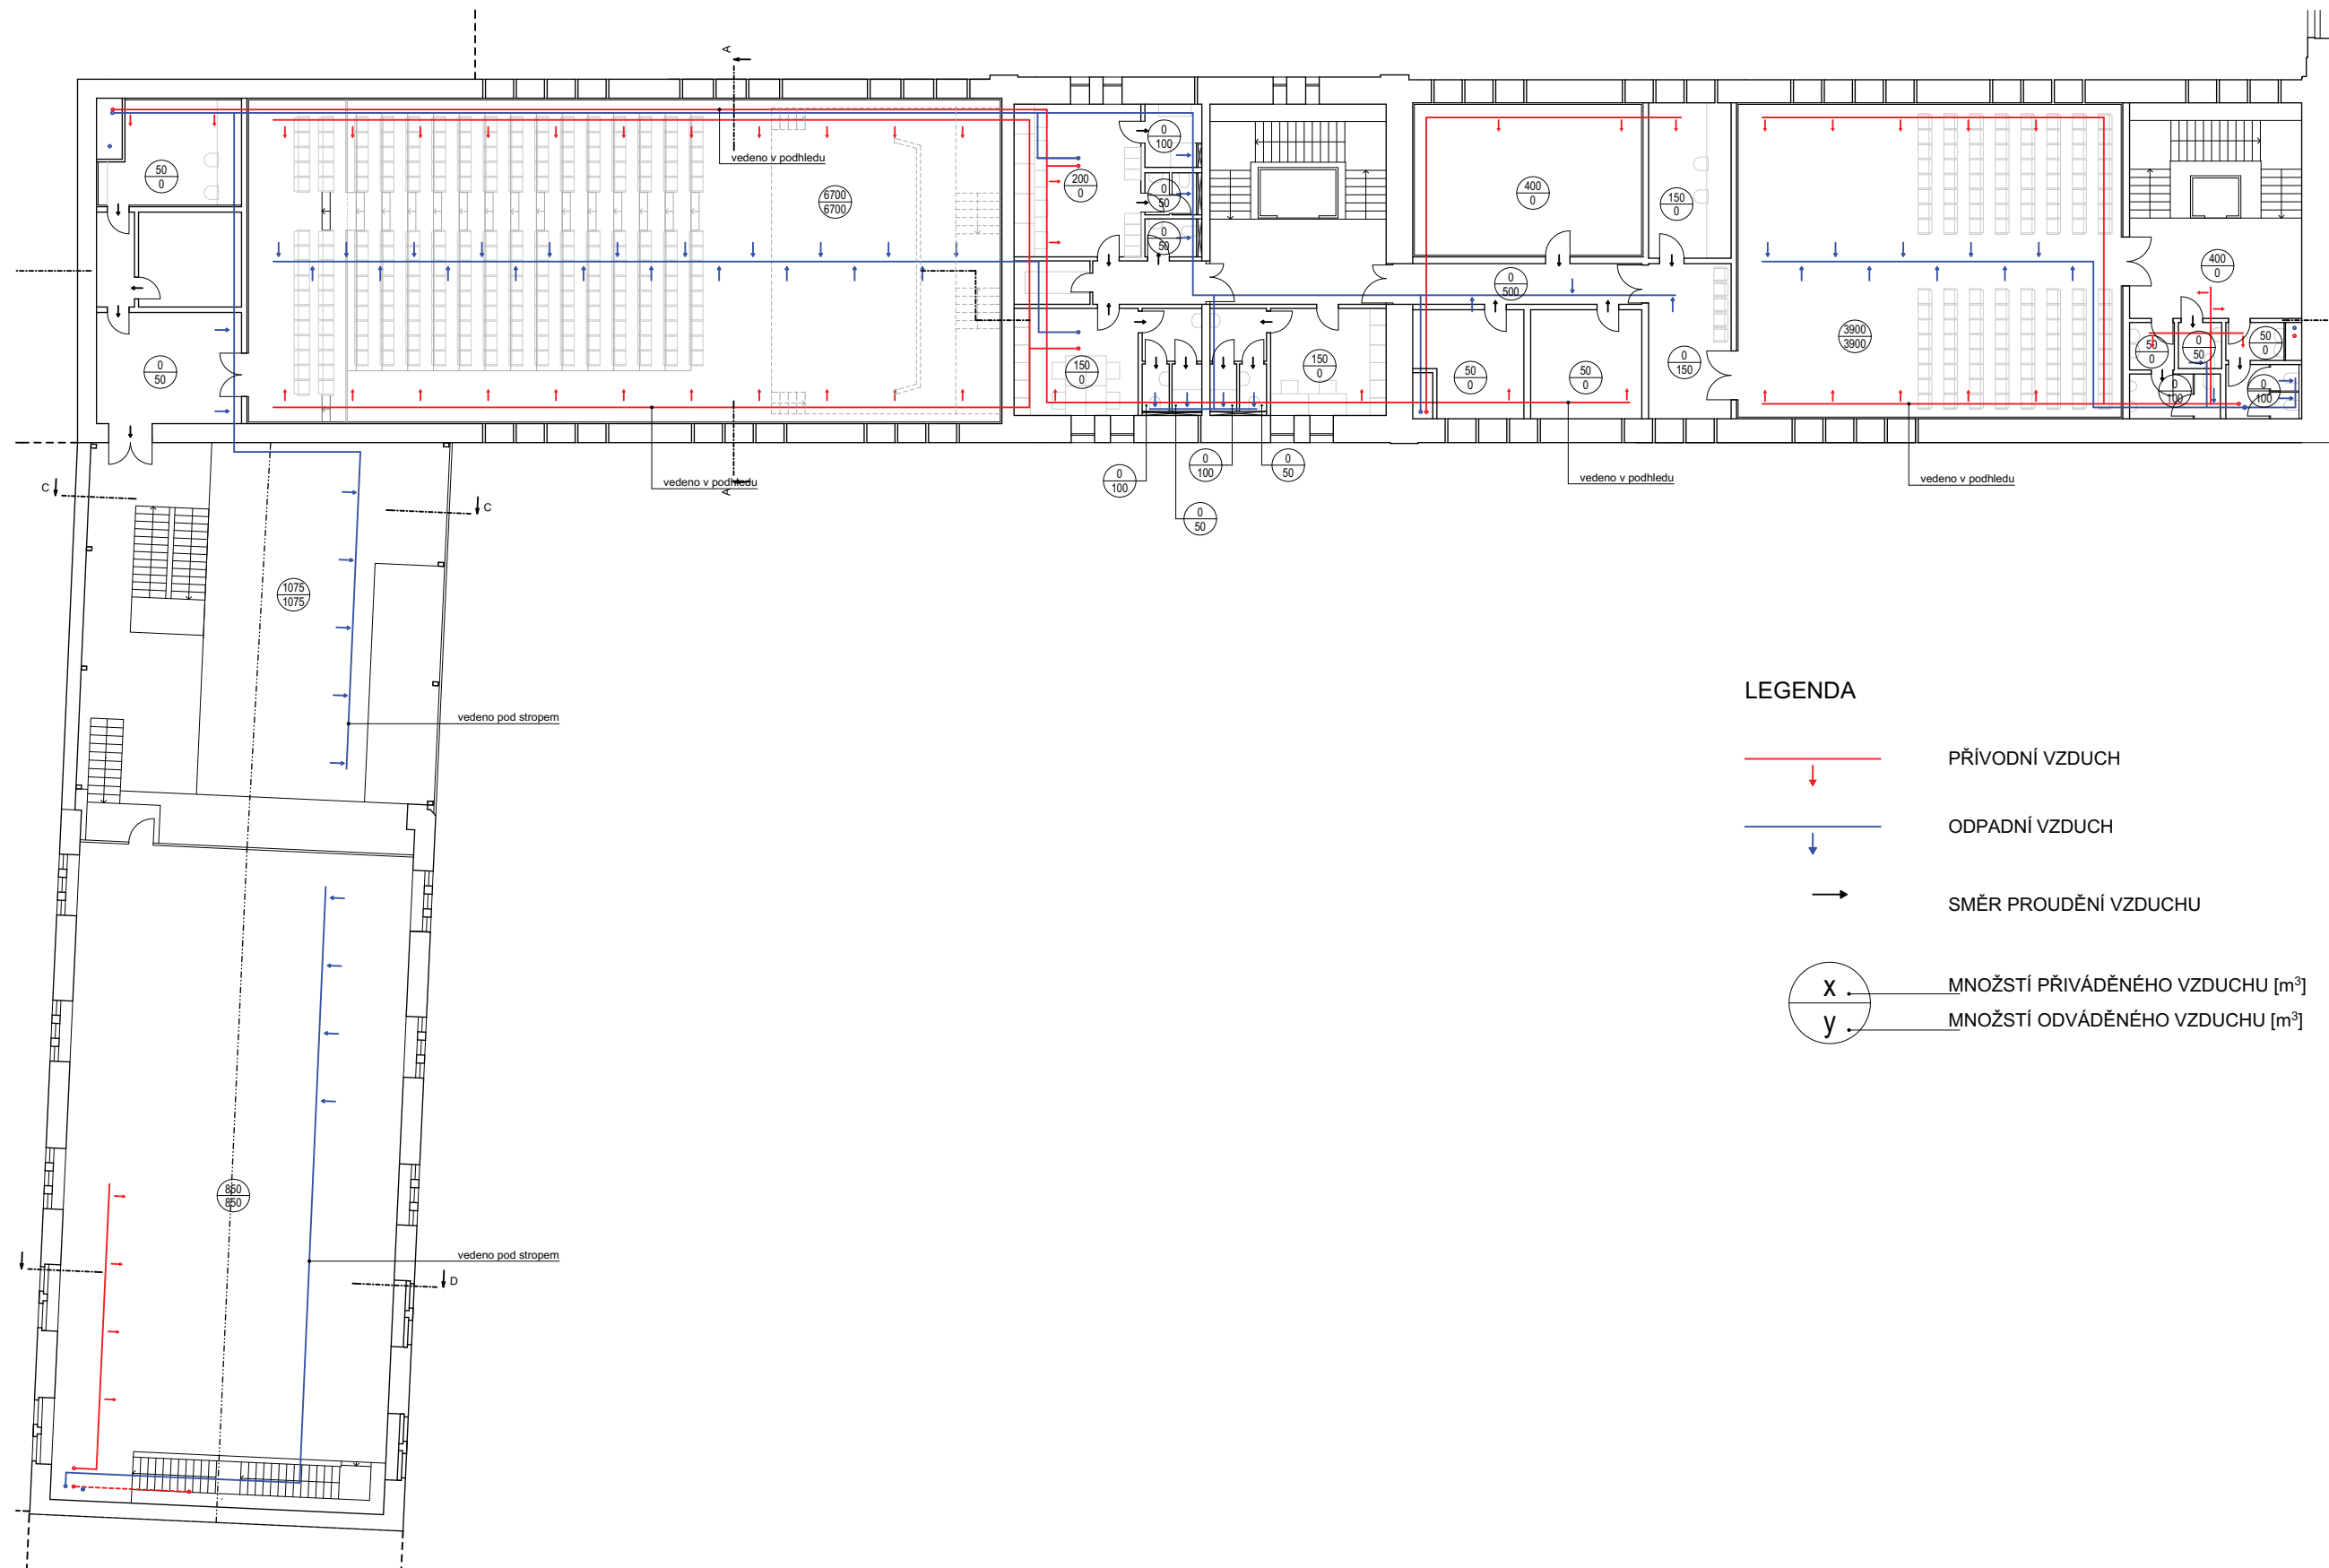 A
vedeno v podhledu
50
0
6700
6700
200
0
0
100
0
50
0
50
400
0
150
0
400
0
0
500
3900
3900
0
50
150
0
150
0
50
0
50
0
0
150
50
0
0
50
50
0
0
100
0
100
vedeno v podhledu
A
0
100
0
100
0
50
0
50
vedeno v podhledu
vedeno v podhledu
C
C
1075
1075
vedeno pod stropem
850
850
vedeno pod stropem
D
LEGENDA
PŘÍVODNÍ VZDUCH
ODPADNÍ VZDUCH
SMĚR PROUDĚNÍ VZDUCHU
x
MNOŽSTÍ PŘIVÁDĚNÉHO VZDUCHU [m³]
y
MNOŽSTÍ ODVÁDĚNÉHO VZDUCHU [m³]